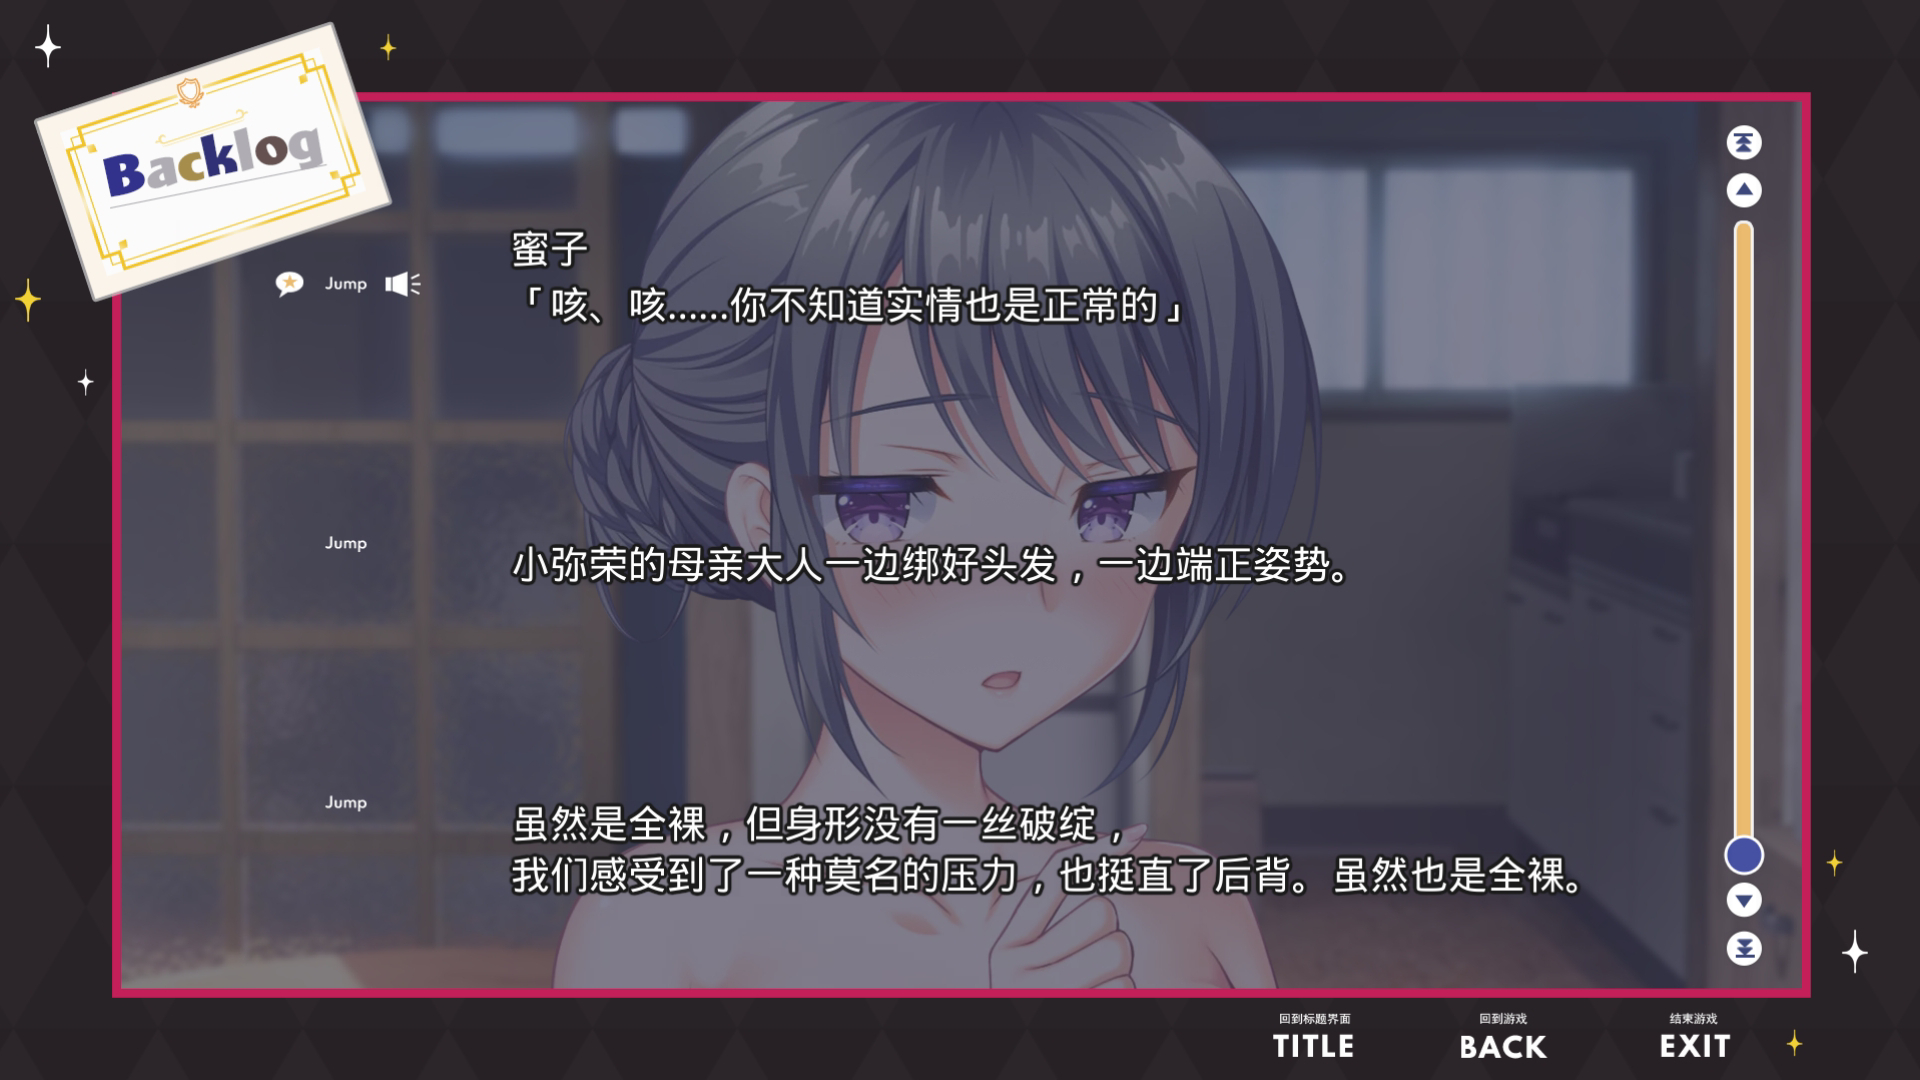 Backlog
蜜子
Jump
「咳、咳……你不知道实情也是正常的」
Jump
小弥荣的母亲大人一边绑好头发，一边端正姿势。
Jump
虽然是全裸，但身形没有一丝破绽，
我们感受到了一种莫名的压力，也挺直了后背。虽然也是全裸。
回到标题界面
TITLE
回到游戏
BACK
结束游戏
EXIT